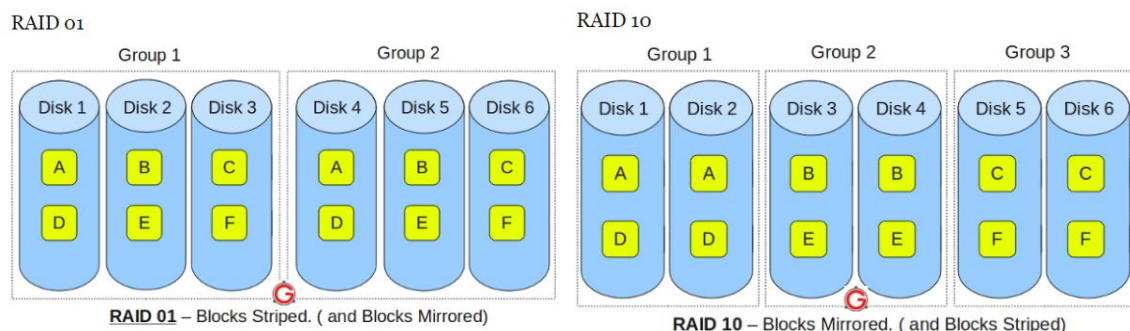 RAID 01
Group 1
Group 2
Disk 1
Disk 2
Disk 3
Disk 4
Disk 5
Disk 6
A
B
C
A
B
C
D
E
F
D
E
F
G
RAID 01 – Blocks Striped. ( and Blocks Mirrored)
RAID 10
Group 1
Group 2
Group 3
Disk 1
Disk 2
Disk 3
Disk 4
Disk 5
Disk 6
A
A
B
B
C
C
D
D
E
E
F
F
G
RAID 10 – Blocks Mirrored. ( and Blocks Striped)